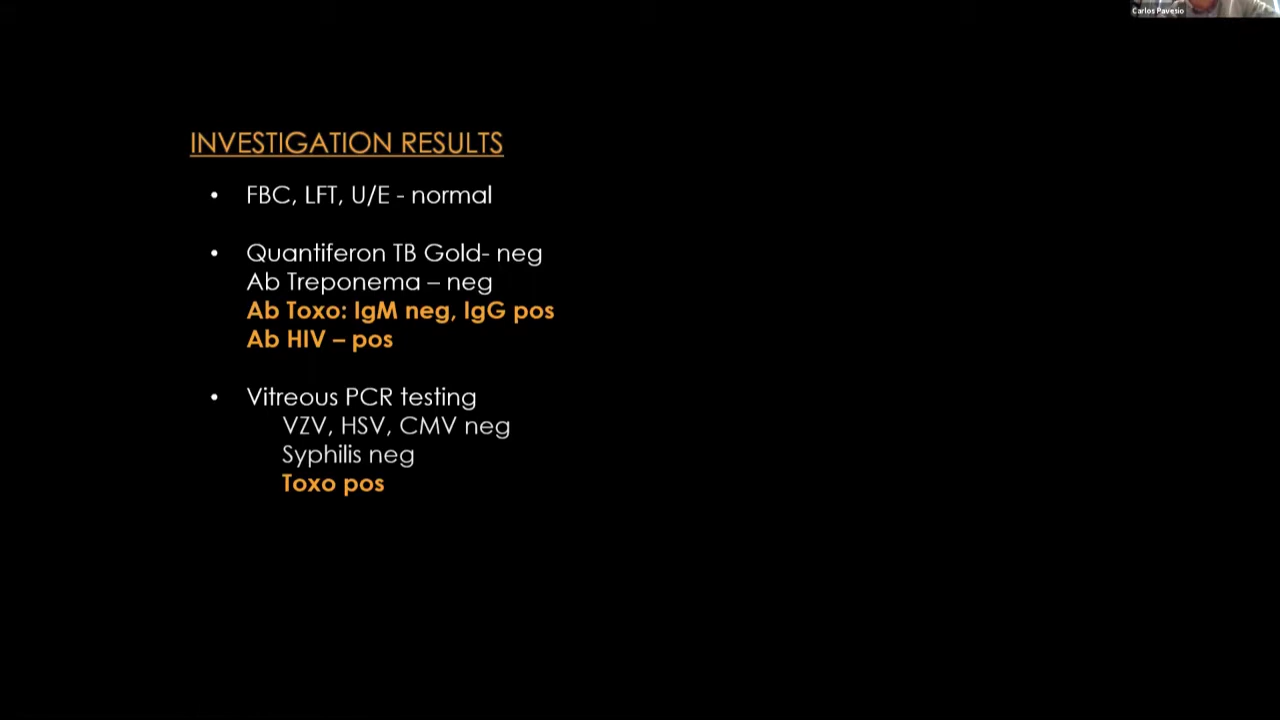 Carlos Pavesio
INVESTIGATION RESULTS
• FBC, LFT, U/E - normal
• Quantiferon TB Gold- neg
Ab Treponema – neg
Ab Toxo: IgM neg, IgG pos
Ab HIV – pos
• Vitreous PCR testing
VZV, HSV, CMV neg
Syphilis neg
Toxo pos